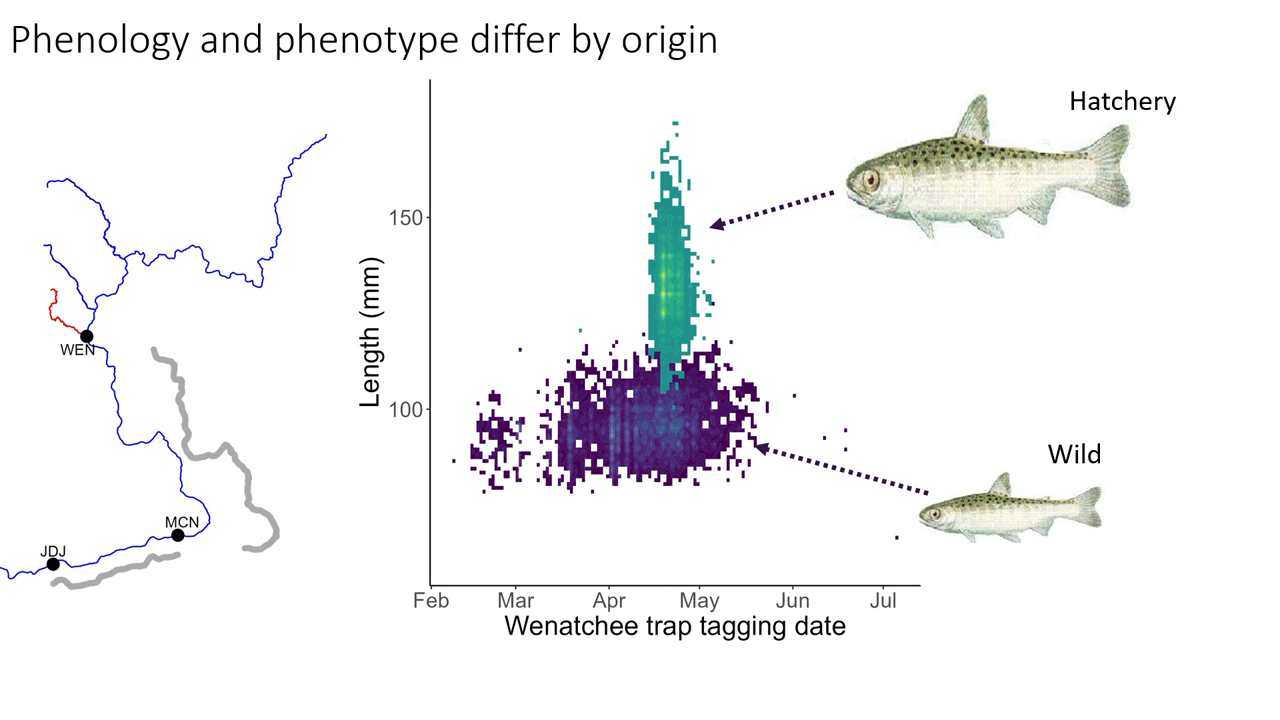 Phenology and phenotype differ by origin
Hatchery
150
Length (mm)
100
WEN
MCN
JDJ
Wild
Feb Mar Apr May Jun Jul
Wenatchee trap tagging date